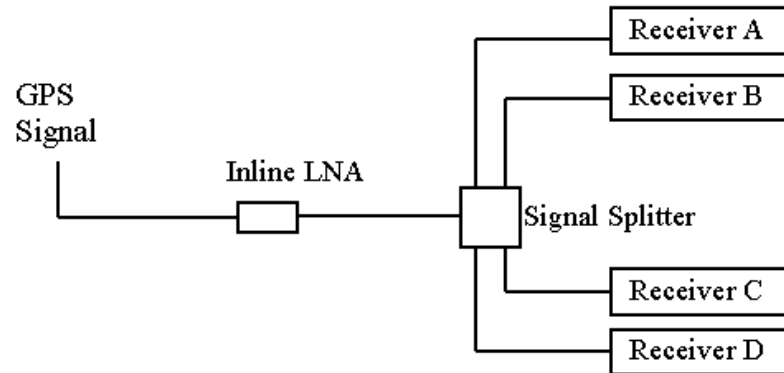 Receiver A
GPS
Signal
Receiver B
Inline LNA
Signal Splitter
Receiver C
Receiver D